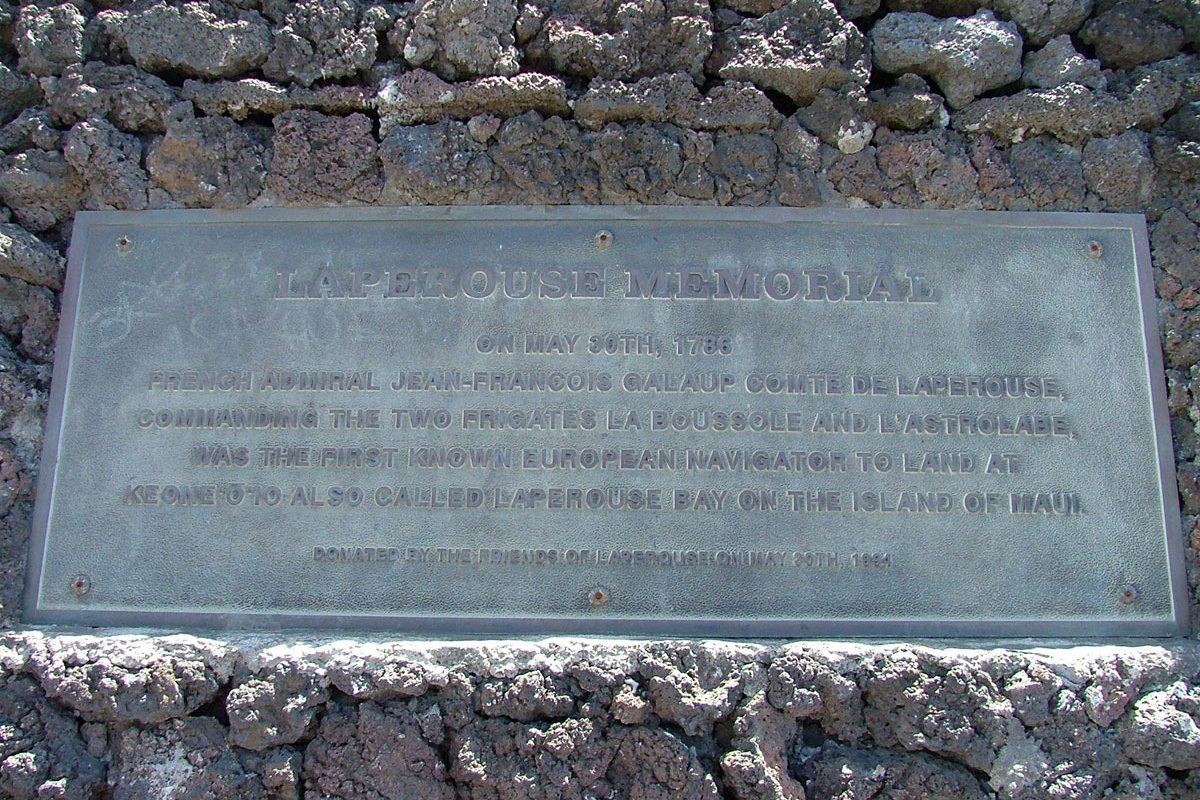 LAPEROUSE MEMORIAL
ON MAY 30TH, 1786
FRENCH ADMIRAL JEAN-FRANCOIS GALAUP COMTE DE LAPEROUSE,
COMMANDING THE TWO FRIGATES LA BOUSSOLE AND L'ASTROLABE,
WAS THE FIRST KNOWN EUROPEAN NAVIGATOR TO LAND AT
KEONE'O'IO ALSO CALLED LAPEROUSE BAY ON THE ISLAND OF MAUI.
DONATED BY THE FRIENDS OF LAPEROUSE ON MAY 30TH, 1994